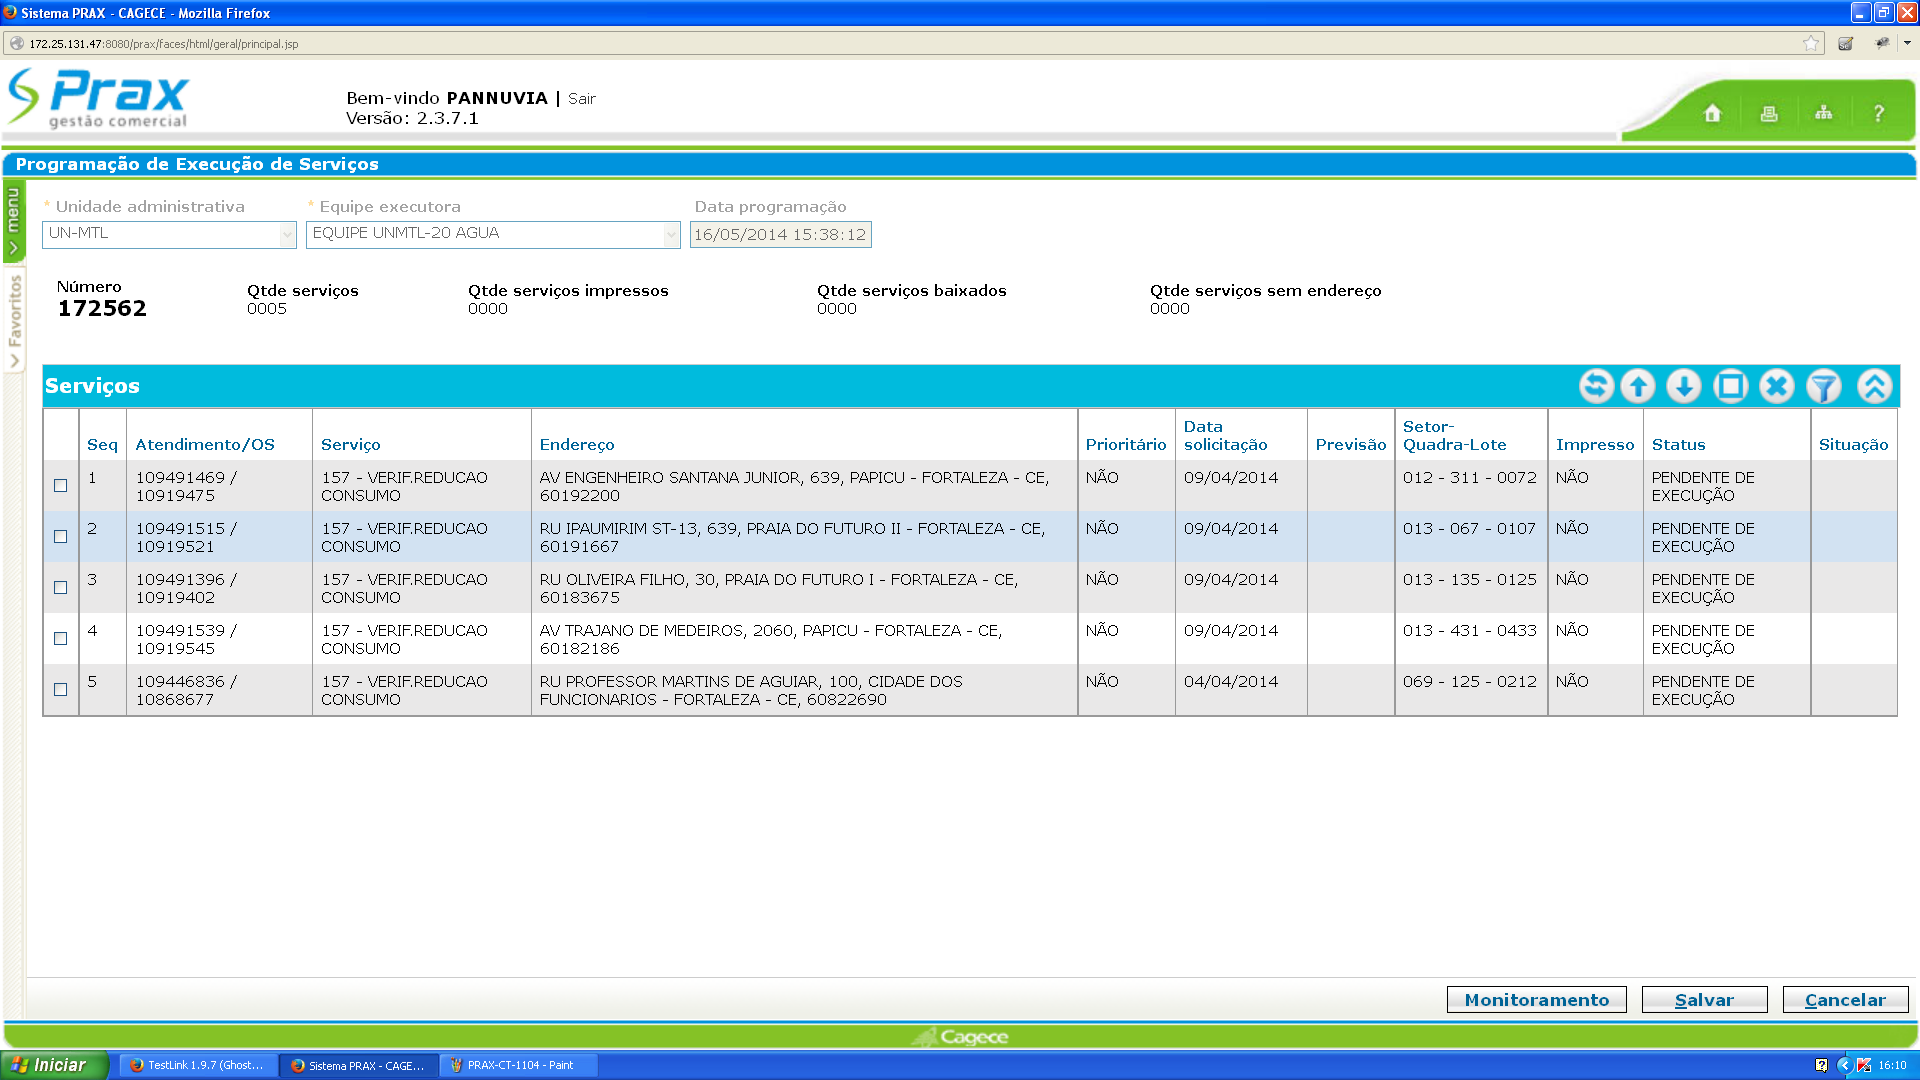 Sistema PRAX - CAGECE - Mozilla Firefox
172.25.131.47:8080/prax/faces/html/geral/principal.jsp
Prax
gestão comercial
Bem-vindo PANNUVIA | Sair
Versão: 2.3.7.1
?
Programação de Execução de Serviços
menu
Favoritos
* Unidade administrativa * Equipe executora Data programação
UN-MTL EQUIPE UNMTL-20 AGUA 16/05/2014 15:38:12
Número Qtde serviços Qtde serviços impressos Qtde serviços baixados Qtde serviços sem endereço
172562 0005 0000 0000 0000
Serviços
Seq Atendimento/OS Serviço Endereço Prioritário Data solicitação Previsão Setor-Quadra-Lote Impresso Status Situação
1 109491469 / 157 - VERIF.REDUCAO AV ENGENHEIRO SANTANA JUNIOR, 639, PAPICU - FORTALEZA - CE, NÃO 09/04/2014 012 - 311 - 0072 NÃO PENDENTE DE
10919475 CONSUMO 60192200 EXECUÇÃO
2 109491515 / 157 - VERIF.REDUCAO RU IPAUMIRIM ST-13, 639, PRAIA DO FUTURO II - FORTALEZA - CE, NÃO 09/04/2014 013 - 067 - 0107 NÃO PENDENTE DE
10919521 CONSUMO 60191667 EXECUÇÃO
3 109491396 / 157 - VERIF.REDUCAO RU OLIVEIRA FILHO, 30, PRAIA DO FUTURO I - FORTALEZA - CE, NÃO 09/04/2014 013 - 135 - 0125 NÃO PENDENTE DE
10919402 CONSUMO 60183675 EXECUÇÃO
4 109491539 / 157 - VERIF.REDUCAO AV TRAJANO DE MEDEIROS, 2060, PAPICU - FORTALEZA - CE, NÃO 09/04/2014 013 - 431 - 0433 NÃO PENDENTE DE
10919545 CONSUMO 60182186 EXECUÇÃO
5 109446836 / 157 - VERIF.REDUCAO RU PROFESSOR MARTINS DE AGUIAR, 100, CIDADE DOS NÃO 04/04/2014 069 - 125 - 0212 NÃO PENDENTE DE
10868677 CONSUMO FUNCIONARIOS - FORTALEZA - CE, 60822690 EXECUÇÃO
Monitoramento Salvar Cancelar
Cagece
Iniciar TestLink 1.9.7 (Ghost... Sistema PRAX - CAGE... PRAX-CT-1104 - Paint 16:10